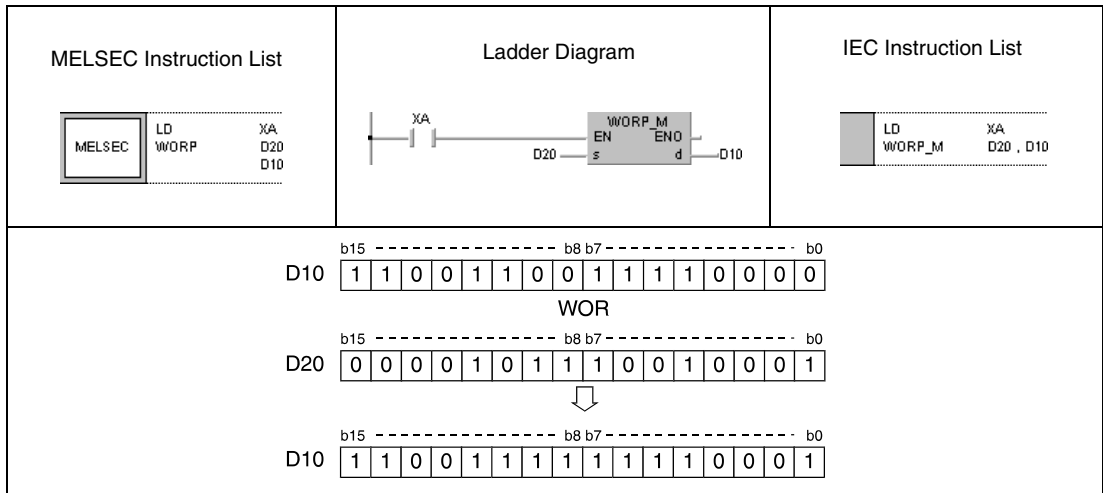 MELSEC Instruction List
MELSEC
LD XA
WORP D20
D10
Ladder Diagram
XA
WORP_M
EN ENO
D20 s d D10
IEC Instruction List
LD XA
WORP_M D20 , D10
b15 b8 b7 b0
D10 1 1 0 0 1 1 0 0 1 1 1 1 0 0 0 0
WOR
b15 b8 b7 b0
D20 0 0 0 0 1 0 1 1 1 0 0 1 0 0 0 1
b15 b8 b7 b0
D10 1 1 0 0 1 1 1 1 1 1 1 1 0 0 0 1